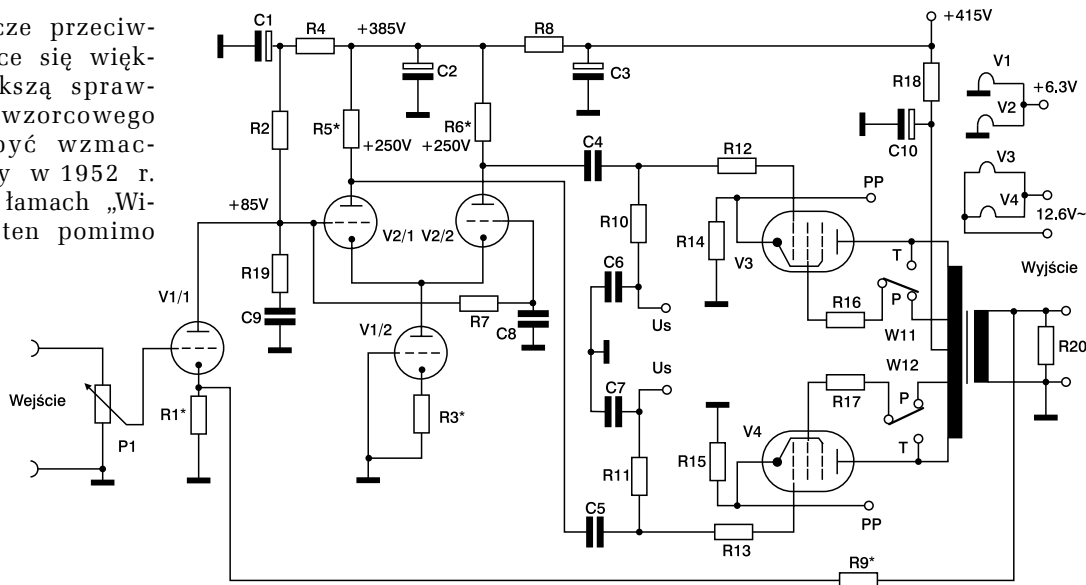 cze przeciw-
ce się więk-
kszą spraw-
wzorcowego
być wzmac-
y w 1952 r.
łamach „Wi-
ten pomimo
C1
R4
+385V
R8
+415V
C2
C3
R18
V1
+6.3V
V2
R2
R5*
R6*
+250V
+250V
C4
R12
C10
V3
V4
12.6V~
+85V
V2/1
V2/2
R10
PP
R14
V3
T
Wyjście
R19
C6
R16
P
V1/1
C9
R7
C8
Us
W11
R20
V1/2
Us
W12
Wejście
C7
R17
P
P1
R1*
R3*
V4
T
R11
R15
C5
R13
PP
R9*